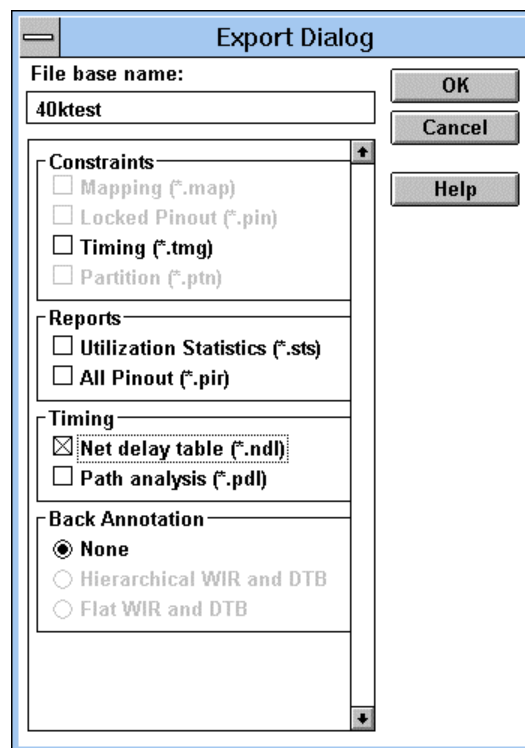 Export Dialog
File base name:
40ktest
OK
Cancel
Help
Constraints
Mapping (*.map)
Locked Pinout (*.pin)
Timing (*.tmg)
Partition (*.ptn)
Reports
Utilization Statistics (*.sts)
All Pinout (*.pir)
Timing
Net delay table (*.ndl)
Path analysis (*.pdl)
Back Annotation
None
Hierarchical WIR and DTB
Flat WIR and DTB